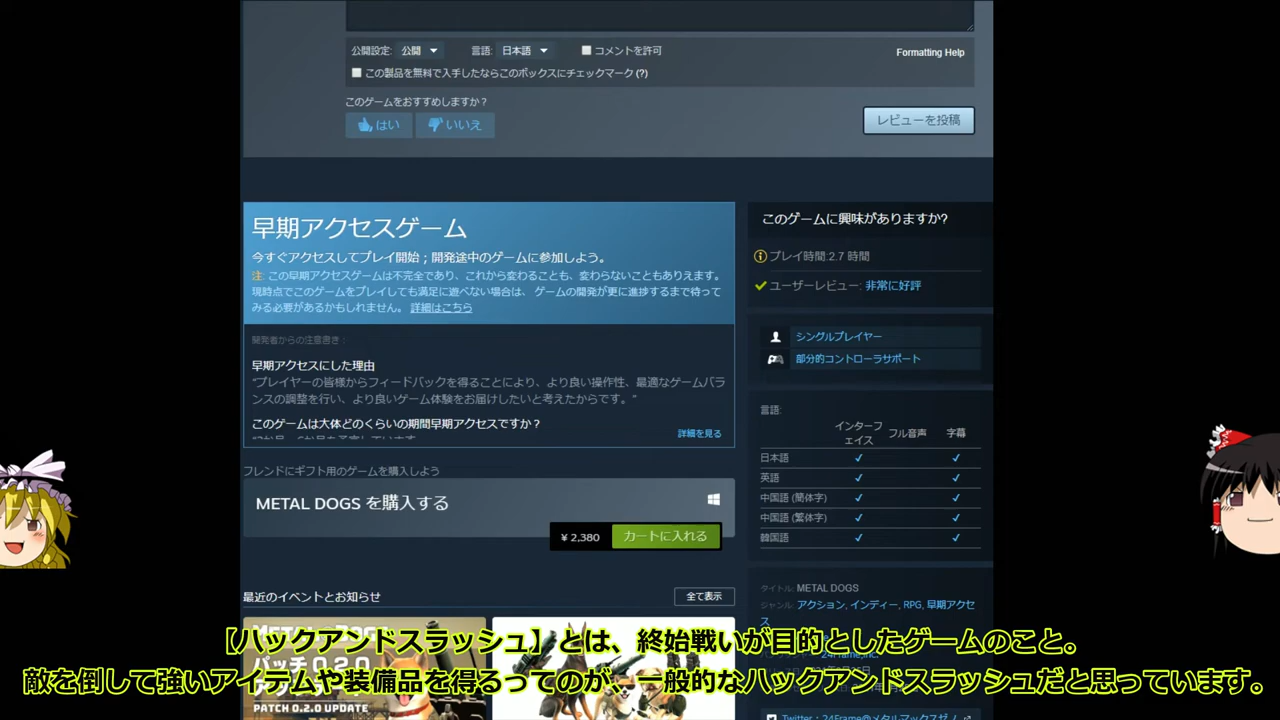 公開設定: 公開 言語: 日本語 コメントを許可
Formatting Help
この製品を無料で入手したならこのボックスにチェックマーク (?)
このゲームをおすすめしますか？
はい いいえ
レビューを投稿
早期アクセスゲーム
今すぐアクセスしてプレイ開始；開発途中のゲームに参加しよう。
注: この早期アクセスゲームは不完全であり、これから変わることも、変わらないこともありえます。
現時点でこのゲームをプレイしても満足に遊べない場合は、 ゲームの開発が更に進捗するまで待って
みる必要があるかもしれません。 詳細はこちら
開発者からの注意書き：
早期アクセスにした理由
“プレイヤーの皆様からフィードバックを得ることにより、より良い操作性、最適なゲームバラ
ンスの調整を行い、より良いゲーム体験をお届けしたいと考えたからです。”
このゲームは大体どのくらいの期間早期アクセスですか？
詳細を見る
フレンドにギフト用のゲームを購入しよう
METAL DOGS を購入する
¥ 2,380 カートに入れる
最近のイベントとお知らせ 全て表示
パッチ 0.2.0
PATCH 0.2.0 UPDATE
このゲームに興味がありますか?
プレイ時間:2.7 時間
ユーザーレビュー: 非常に好評
シングルプレイヤー
部分的コントローラサポート
言語:
インターフ
ェイス フル音声 字幕
日本語 ✓ ✓
英語 ✓ ✓
中国語 (簡体字) ✓ ✓
中国語 (繁体字) ✓ ✓
韓国語 ✓ ✓
タイトル: METAL DOGS
ジャンル: アクション, インディー, RPG, 早期アクセ
ス
【ハックアンドスラッシュ】とは、終始戦いが目的としたゲームのこと。
敵を倒して強いアイテムや装備品を得るってのが、一般的なハックアンドスラッシュだと思っています。